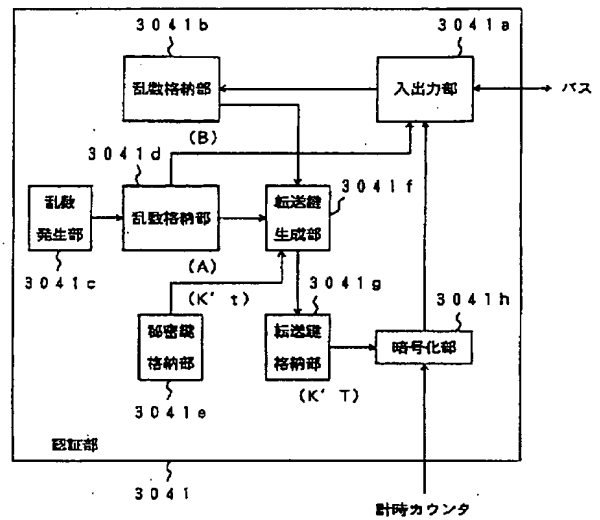 3041b
3041a
乱数格納部
入出力部
バス
(B)
3041d
3041f
乱数
発生部
乱数格納部
転送鍵
生成部
3041c
(A)
3041g
(K't)
3041h
秘密鍵
格納部
転送鍵
格納部
暗号化部
(K'T)
3041e
認証部
3041
計時カウンタ